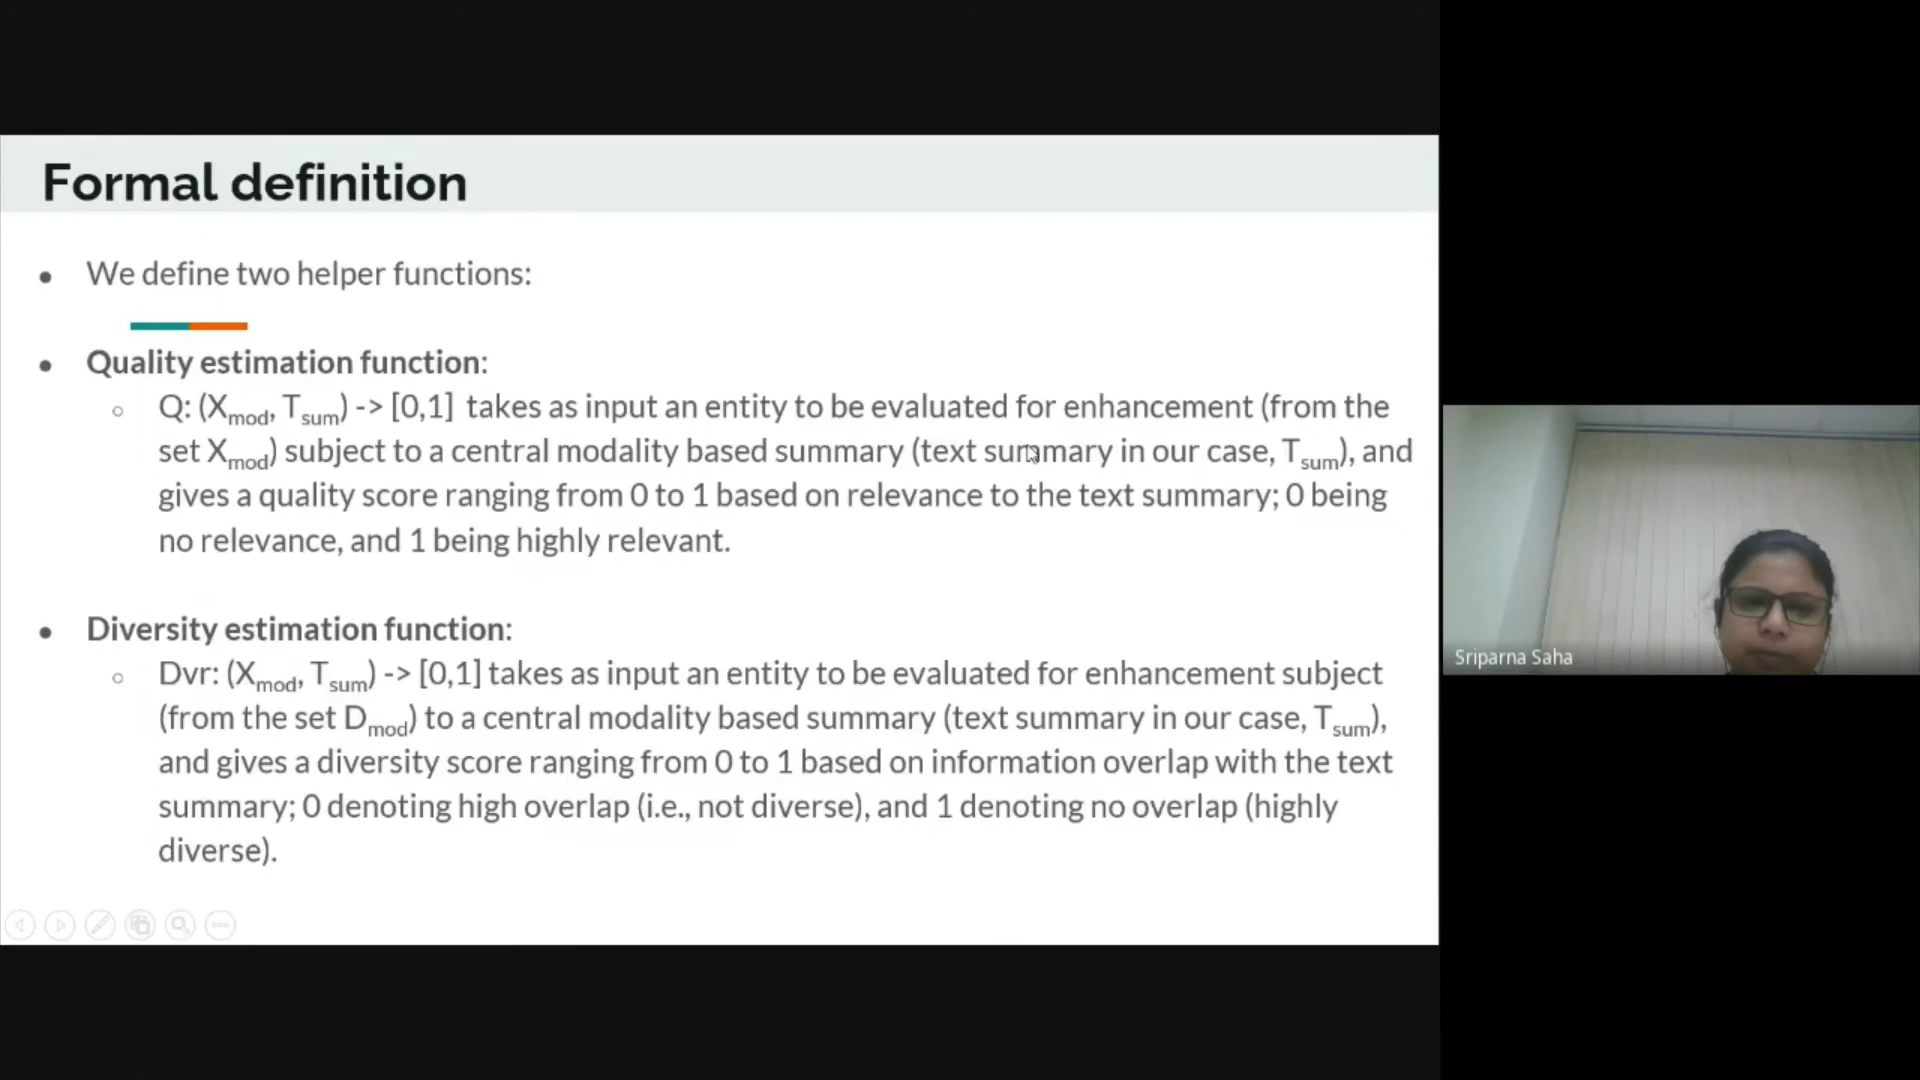 Formal definition
• We define two helper functions:
• Quality estimation function:
○ Q: (Xmod, Tsum) -> [0,1] takes as input an entity to be evaluated for enhancement (from the
set Xmod) subject to a central modality based summary (text summary in our case, Tsum), and
gives a quality score ranging from 0 to 1 based on relevance to the text summary; 0 being
no relevance, and 1 being highly relevant.
• Diversity estimation function:
○ Dvr: (Xmod, Tsum) -> [0,1] takes as input an entity to be evaluated for enhancement subject
(from the set Dmod) to a central modality based summary (text summary in our case, Tsum),
and gives a diversity score ranging from 0 to 1 based on information overlap with the text
summary; 0 denoting high overlap (i.e., not diverse), and 1 denoting no overlap (highly
diverse).
Sriparna Saha